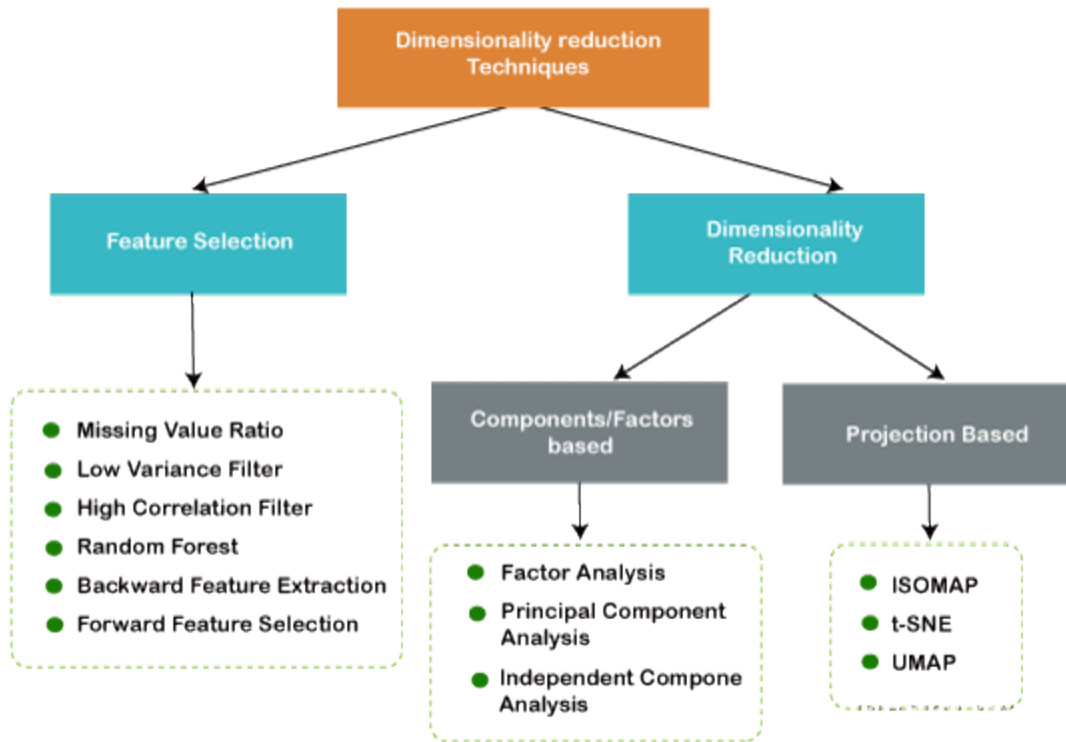 Dimensionality reduction
Techniques
Feature Selection
Dimensionality
Reduction
Missing Value Ratio
Low Variance Filter
High Correlation Filter
Random Forest
Backward Feature Extraction
Forward Feature Selection
Components/Factors
based
Projection Based
Factor Analysis
Principal Component
Analysis
Independent Compone
Analysis
ISOMAP
t-SNE
UMAP